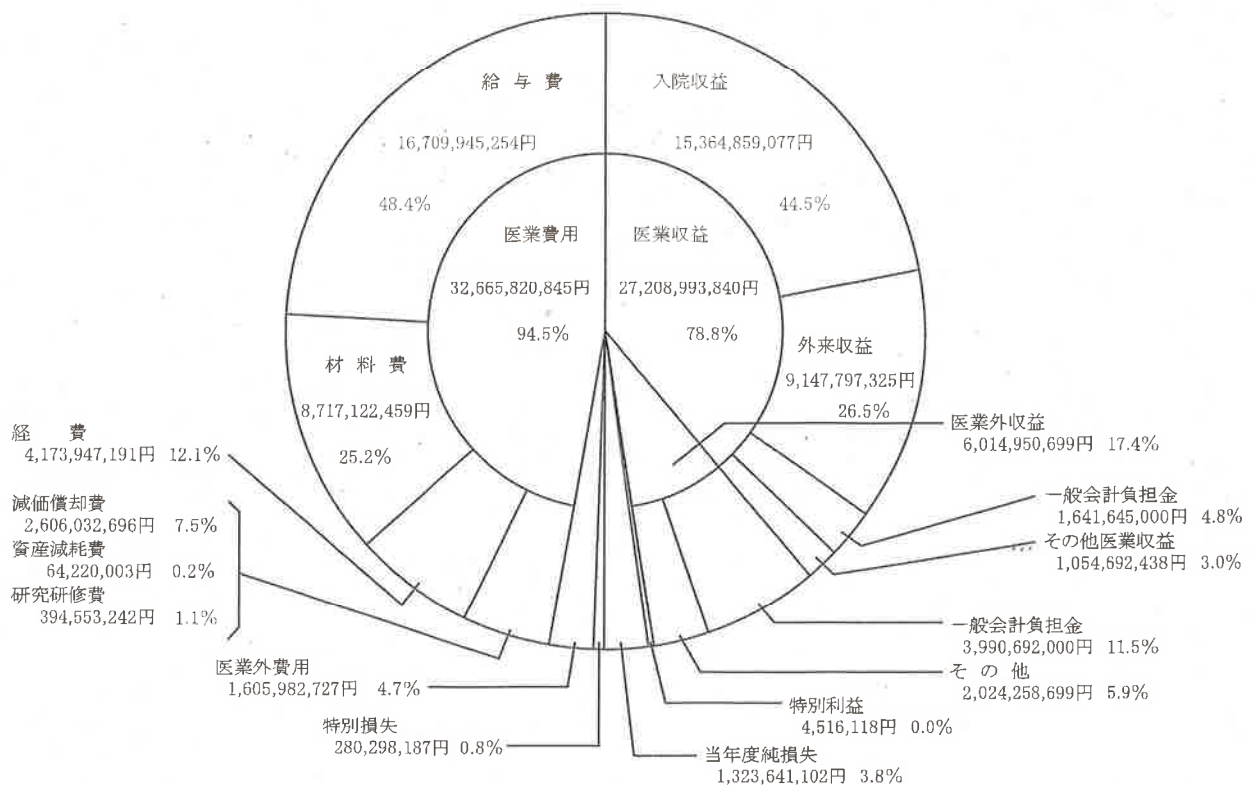 給与費
16,709,945,254円
48.4%
入院収益
15,364,859,077円
44.5%
医業費用
32,665,820,845円
94.5%
医業収益
27,208,993,840円
78.8%
材料費
8,717,122,459円
25.2%
外来収益
9,147,797,325円
26.5%
経費
4,173,947,191円 12.1%
減価償却費
2,606,032,696円 7.5%
資産減耗費
64,220,003円 0.2%
研究研修費
394,553,242円 1.1%
医業外費用
1,605,982,727円 4.7%
特別損失
280,298,187円 0.8%
医業外収益
6,014,950,699円 17.4%
一般会計負担金
1,641,645,000円 4.8%
その他医業収益
1,054,692,438円 3.0%
一般会計負担金
3,990,692,000円 11.5%
その他
2,024,258,699円 5.9%
特別利益
4,516,118円 0.0%
当年度純損失
1,323,641,102円 3.8%